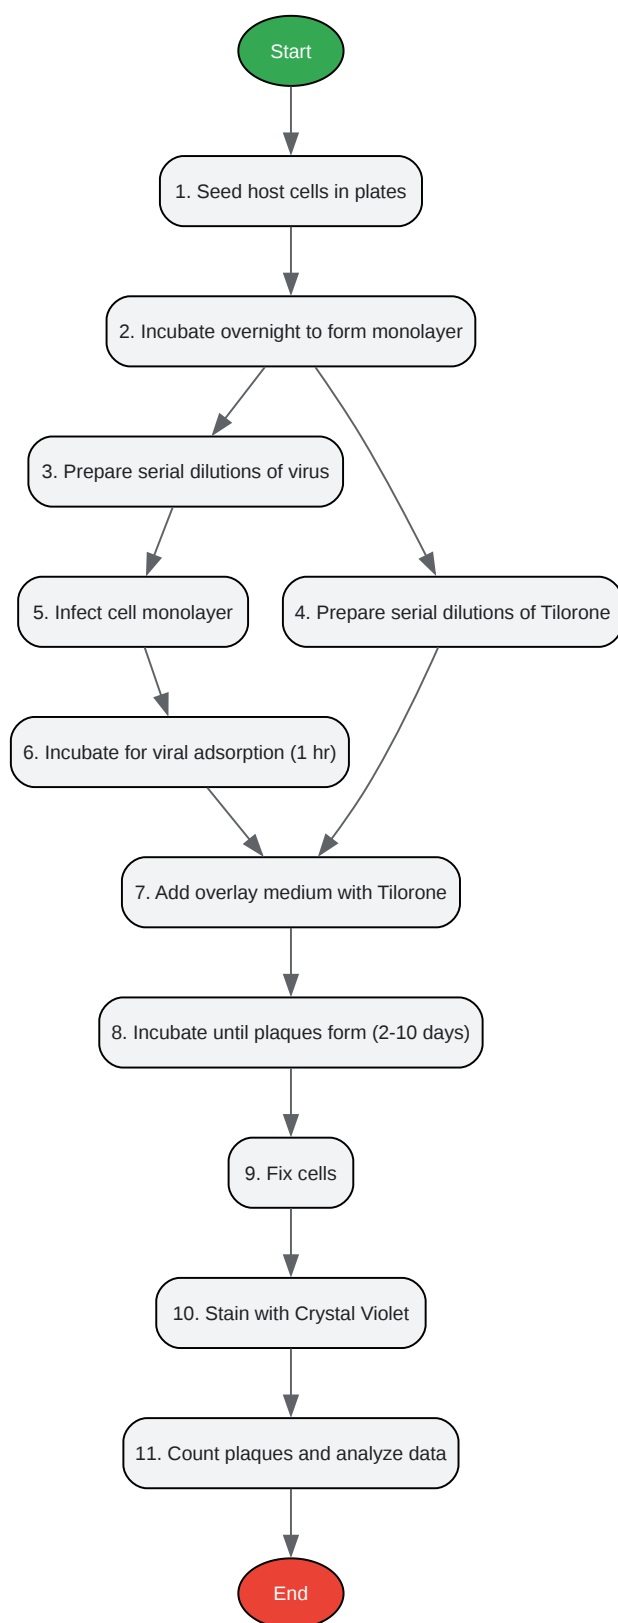 Start
1. Seed host cells in plates
2. Incubate overnight to form monolayer
3. Prepare serial dilutions of virus
5. Infect cell monolayer
4. Prepare serial dilutions of Tilorone
6. Incubate for viral adsorption (1 hr)
7. Add overlay medium with Tilorone
8. Incubate until plaques form (2-10 days)
9. Fix cells
10. Stain with Crystal Violet
11. Count plaques and analyze data
End